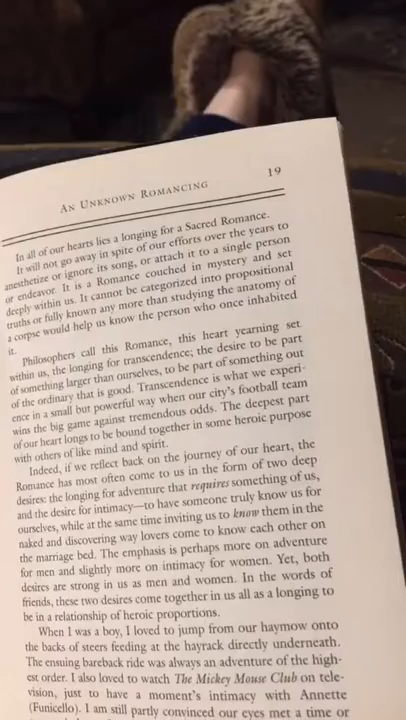 AN UNKNOWN ROMANCING
19
In all of our hearts lies a longing for a Sacred Romance.
It will not go away in spite of our efforts over the years to
anesthetize or ignore its song, or attach it to a single person
or endeavor. It is a Romance couched in mystery and set
deeply within us. It cannot be categorized into propositional
truths or fully known any more than studying the anatomy of
a corpse would help us know the person who once inhabited
it.
Philosophers call this Romance, this heart yearning set
within us, the longing for transcendence; the desire to be part
of something larger than ourselves, to be part of something out
of the ordinary that is good. Transcendence is what we experi-
ence in a small but powerful way when our city's football team
wins the big game against tremendous odds. The deepest part
of our heart longs to be bound together in some heroic purpose
with others of like mind and spirit.
Indeed, if we reflect back on the journey of our heart, the
Romance has most often come to us in the form of two deep
desires: the longing for adventure that requires something of us,
and the desire for intimacy—to have someone truly know us for
ourselves, while at the same time inviting us to know them in the
naked and discovering way lovers come to know each other on
the marriage bed. The emphasis is perhaps more on adventure
for men and slightly more on intimacy for women. Yet, both
desires are strong in us as men and women. In the words of
friends, these two desires come together in us all as a longing to
be in a relationship of heroic proportions.
When I was a boy, I loved to jump from our haymow onto
the backs of steers feeding at the hayrack directly underneath.
The ensuing bareback ride was always an adventure of the high-
est order. I also loved to watch The Mickey Mouse Club on tele-
vision, just to have a moment's intimacy with Annette
(Funicello). I am still partly convinced our eyes met a time or